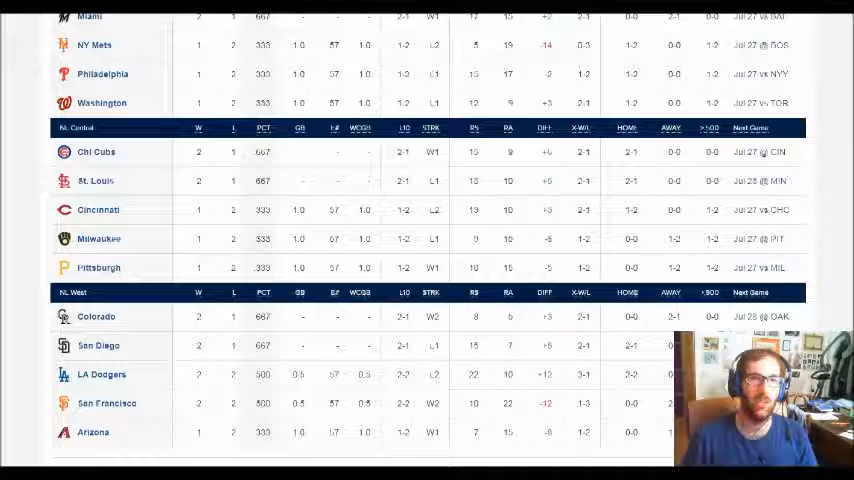 Miami 2 1 .667 - - - 2-1 W1 17 15 +2 2-1 0-0 2-1 0-0 Jul 27 vs BAL
NY Mets 1 2 .333 1.0 57 1.0 1-2 L2 5 19 -14 0-3 1-2 0-0 1-2 Jul 27 @ BOS
Philadelphia 1 2 .333 1.0 57 1.0 1-2 L1 15 17 -2 1-2 1-2 0-0 1-2 Jul 27 vs NYY
Washington 1 2 .333 1.0 57 1.0 1-2 L1 12 9 +3 2-1 1-2 0-0 1-2 Jul 27 vs TOR
NL Central W L PCT GB E# WCGB L10 STRK RS RA DIFF X-W/L HOME AWAY >.500 Next Game
Chi Cubs 2 1 .667 - - 2-1 W1 15 9 +6 2-1 2-1 0-0 0-0 Jul 27 @ CIN
St. Louis 2 1 .667 - - - 2-1 L1 10 +5 2-1 2-1 0-0 0-0 Jul 28 @ MIN
Cincinnati 1 2 .333 1.0 57 1.0 1-2 L2 13 10 +3 2-1 1-2 0-0 1-2 Jul 27 vs CHC
Milwaukee 1 2 .333 1.0 57 1.0 1-2 L1 9 15 1-2 0-0 1-2 1-2 Jul 27 @ PIT
Pittsburgh 1 2 .333 1.0 57 1.0 1-2 W1 10 15 -5 1-2 0-0 1-2 1-2 Jul 27 vs MIL
NL West W L PCT GB E# WCGB L10 STRK RS RA DIFF X-W/L HOME AWAY >.500 Next Game
Colorado 2 1 .667 - - - 2-1 W2 8 5 +3 2-1 0-0 2-1 0-0 Jul 28 @ OAK
San Diego 2 1 .667 - - - 2-1 L1 15 7 +8 2-1 2-1 0-0
LA Dodgers 2 2 .500 0.5 57 0.5 2-2 L2 22 10 +12 3-1 2-2 0-0
San Francisco 2 2 .500 0.5 57 0.5 2-2 W2 10 22 -12 1-3 0-0
Arizona 1 2 .333 1.0 57 1.0 1-2 W1 7 15 -8 1-2 0-0